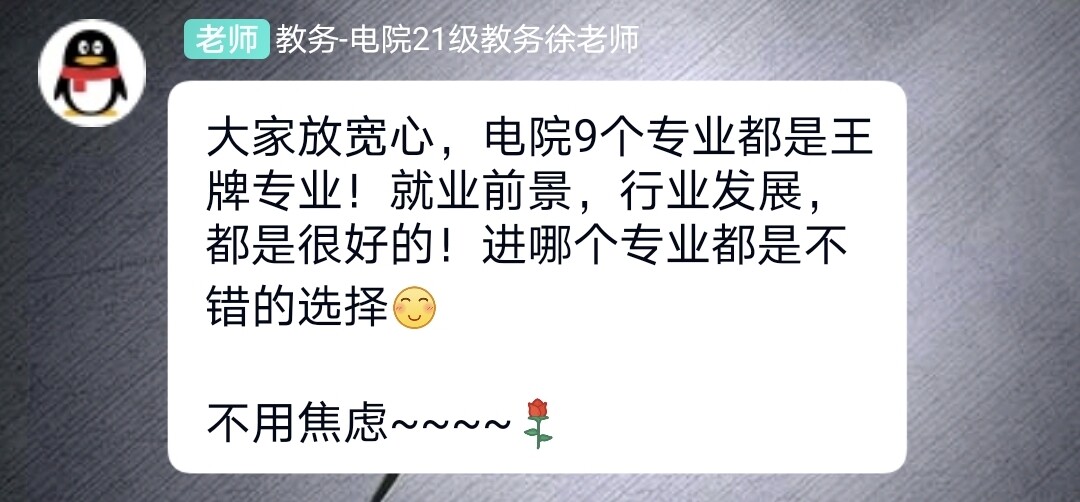 老师 教务-电院21级教务徐老师
大家放宽心，电院9个专业都是王
牌专业！就业前景，行业发展，
都是很好的！进哪个专业都是不
错的选择😊
不用焦虑~~~~🌹